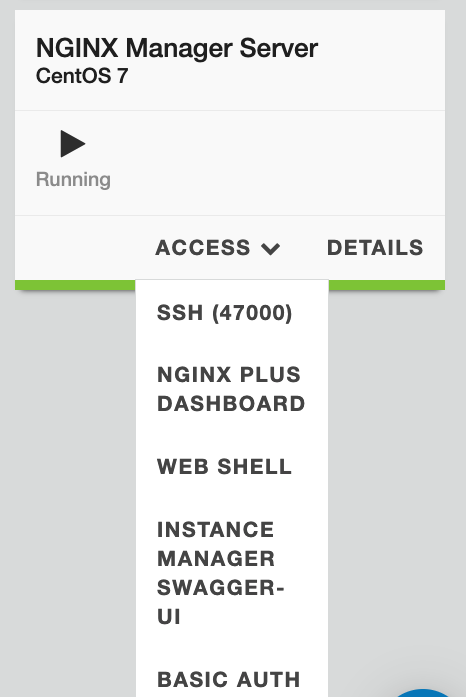 NGINX Manager Server
CentOS 7
Running
ACCESS DETAILS
SSH (47000)
NGINX PLUS
DASHBOARD
WEB SHELL
INSTANCE
MANAGER
SWAGGER-
UI
BASIC AUTH